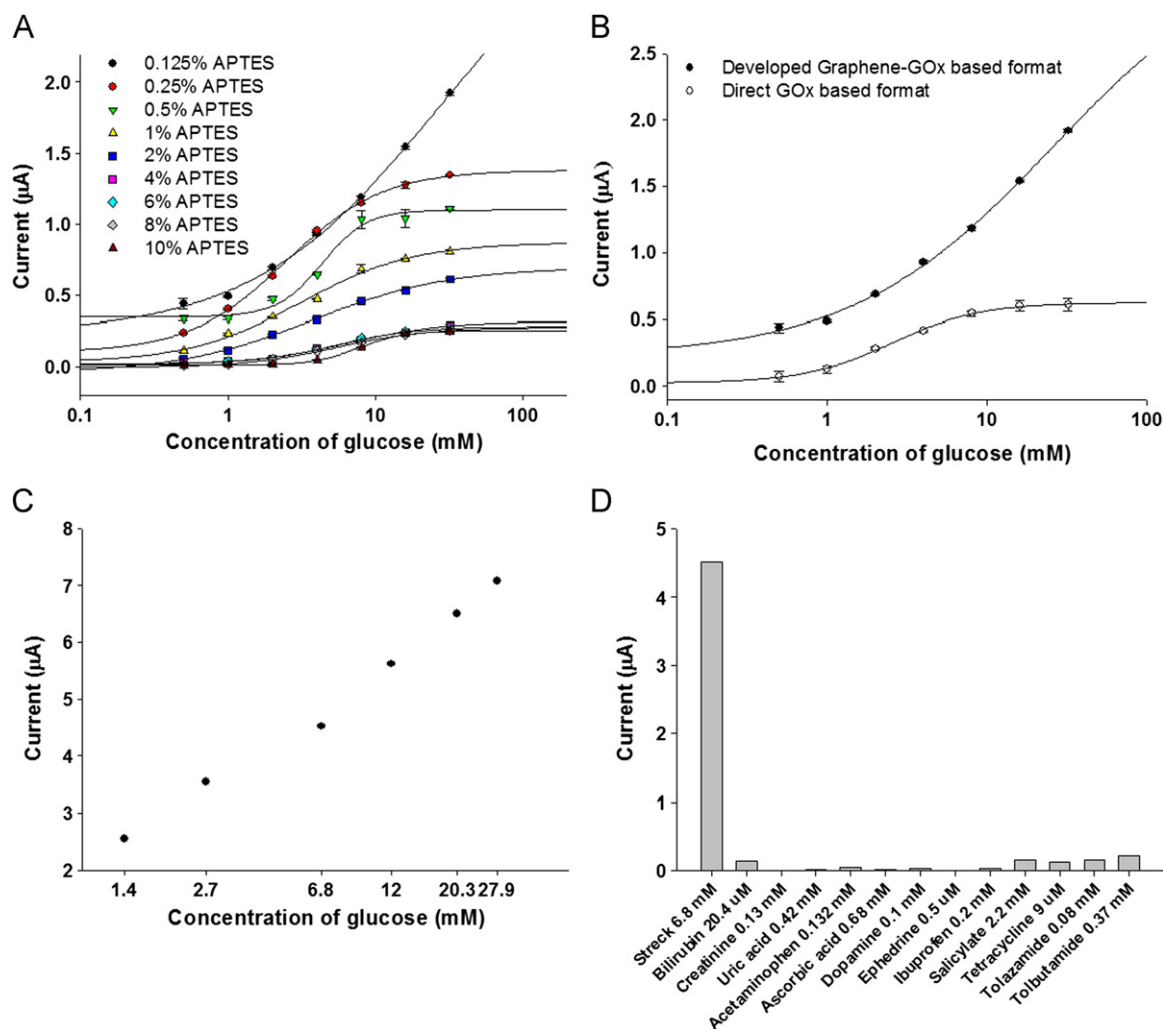 A
0.125% APTES
0.25% APTES
0.5% APTES
1% APTES
2% APTES
4% APTES
6% APTES
8% APTES
10% APTES
2.0
1.5
1.0
0.5
0.0
Current (µA)
0.1 1 10 100
Concentration of glucose (mM)
B
Developed Graphene-GOx based format
Direct GOx based format
2.5
2.0
1.5
1.0
0.5
0.0
Current (µA)
0.1 1 10 100
Concentration of glucose (mM)
C
8
7
6
5
4
3
2
Current (µA)
1.4 2.7 6.8 12 20.3 27.9
Concentration of glucose (mM)
D
5
4
3
2
1
0
Current (µA)
Streck 6.8 mM
Bilirubin 20.4 uM
Creatinine 0.13 mM
Uric acid 0.42 mM
Acetaminophen 0.132 mM
Ascorbic acid 0.68 mM
Dopamine 0.1 mM
Ephedrine 0.5 uM
Ibuprofen 0.2 mM
Salicylate 2.2 mM
Tetracycline 9 uM
Tolazamide 0.08 mM
Tolbutamide 0.37 mM